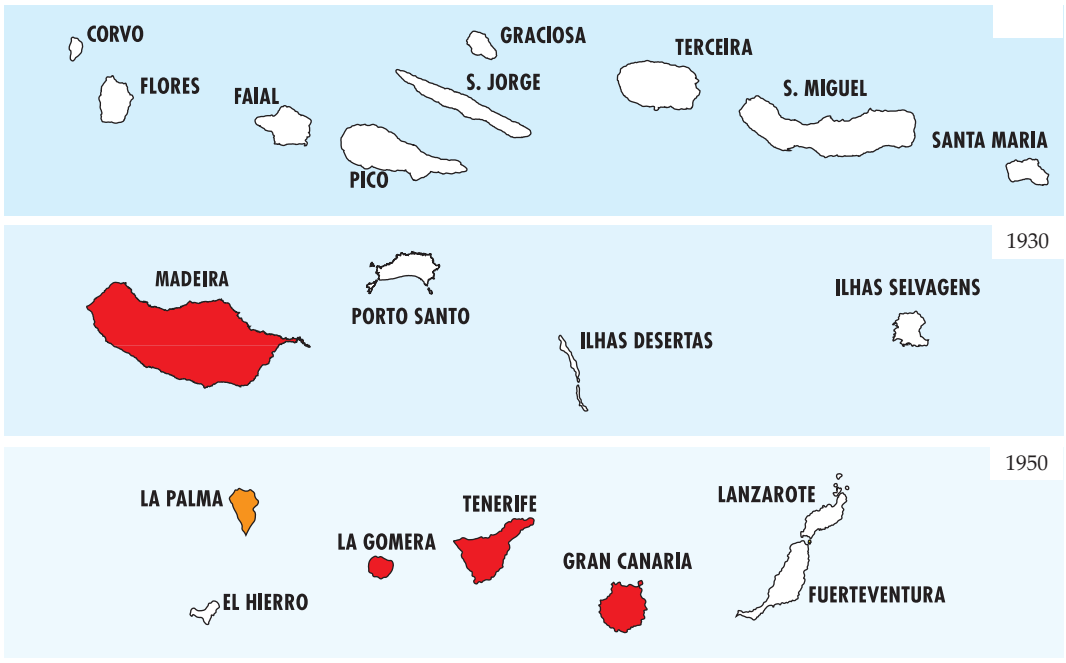 CORVO
GRACIOSA
TERCEIRA
FLORES
S. JORGE
FAIAL
S. MIGUEL
SANTA MARIA
PICO
1930
MADEIRA
PORTO SANTO
ILHAS SELVAGENS
ILHAS DESERTAS
1950
LA PALMA
TENERIFE
LANZAROTE
LA GOMERA
GRAN CANARIA
EL HIERRO
FUERTEVENTURA